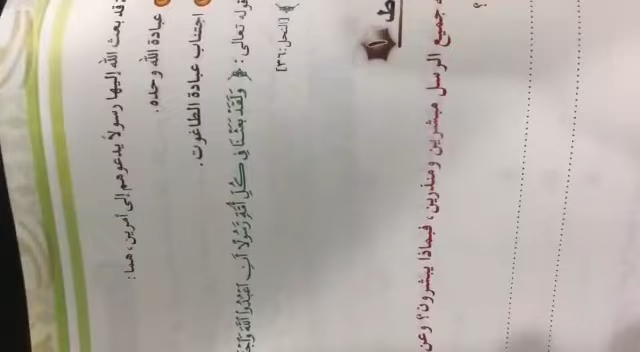 قد بعث الله إليها رسولاً يدعوهم إلى أمرين، هما:
عبادة الله وحده.
اجتناب عبادة الطاغوت.
قوله تعالى: ﴿ وَلَقَدْ بَعَثْنَا فِي كُلِّ أُمَّةٍ رَّسُولًا أَنِ اعْبُدُوا اللَّهَ
﴾ [النحل:٣٦]
ط ١
جميع الرسل مبشرين ومنذرين، فبماذا يبشرون؟ وعن
؟